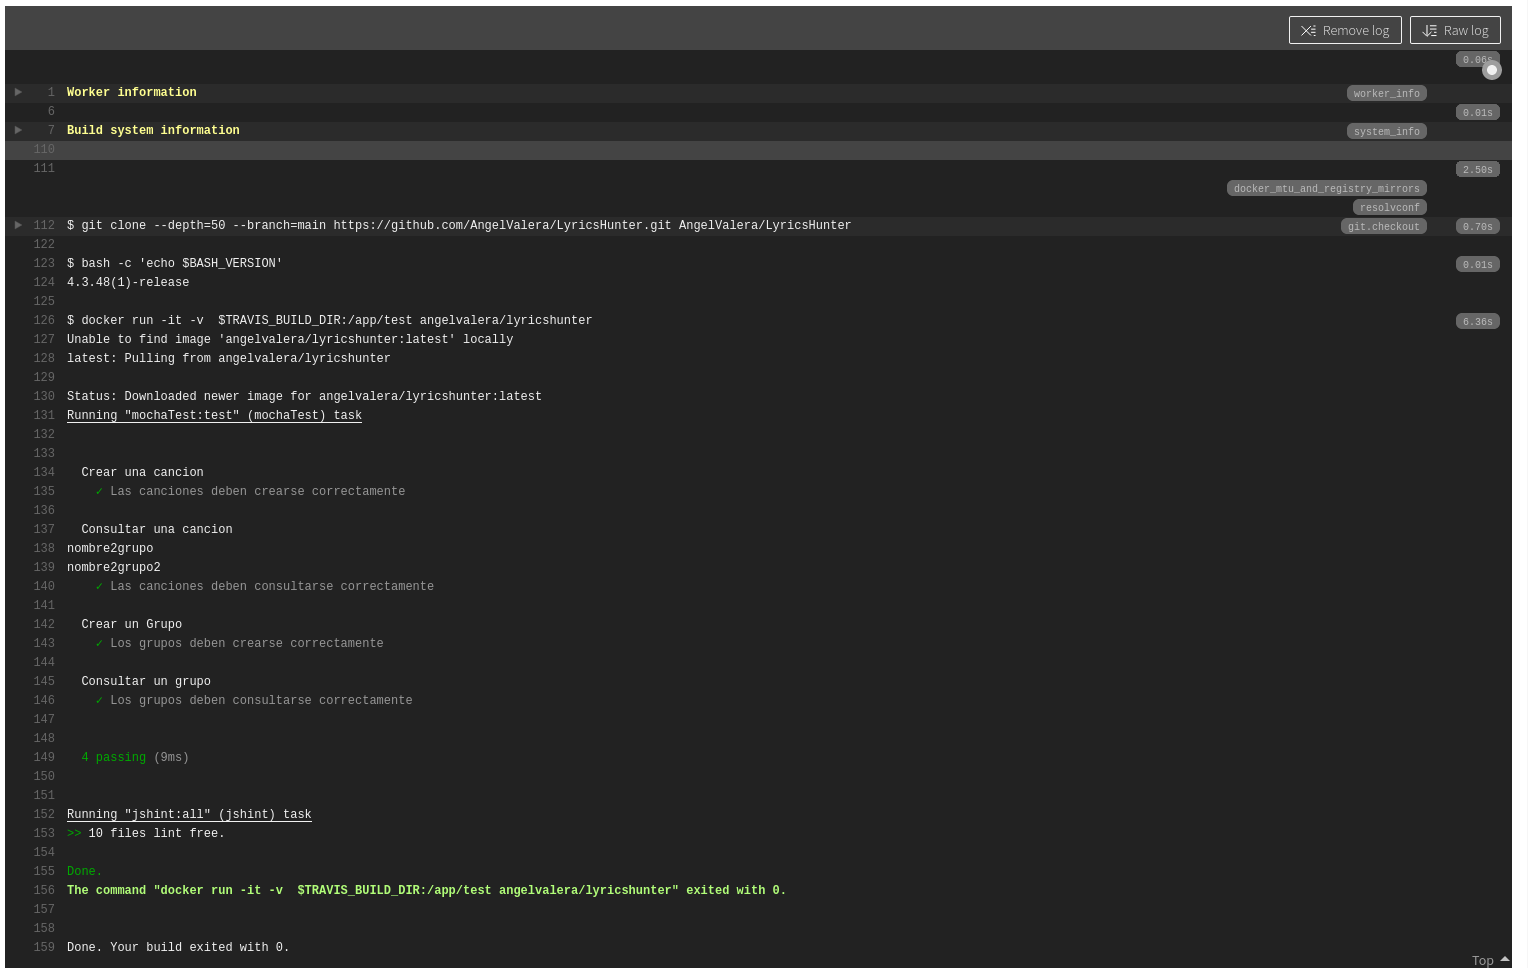 Remove log Raw log
0.06s
1 Worker information worker_info
6 0.01s
7 Build system information system_info
110
111 2.50s
docker_mtu_and_registry_mirrors
resolvconf
112 $ git clone --depth=50 --branch=main https://github.com/AngelValera/LyricsHunter.git AngelValera/LyricsHunter git.checkout 0.70s
122
123 $ bash -c 'echo $BASH_VERSION' 0.01s
124 4.3.48(1)-release
125
126 $ docker run -it -v  $TRAVIS_BUILD_DIR:/app/test angelvalera/lyricshunter 6.36s
127 Unable to find image 'angelvalera/lyricshunter:latest' locally
128 latest: Pulling from angelvalera/lyricshunter
129
130 Status: Downloaded newer image for angelvalera/lyricshunter:latest
131 Running "mochaTest:test" (mochaTest) task
132
133
134 Crear una cancion
135 ✓ Las canciones deben crearse correctamente
136
137 Consultar una cancion
138 nombre2grupo
139 nombre2grupo2
140 ✓ Las canciones deben consultarse correctamente
141
142 Crear un Grupo
143 ✓ Los grupos deben crearse correctamente
144
145 Consultar un grupo
146 ✓ Los grupos deben consultarse correctamente
147
148
149 4 passing (9ms)
150
151
152 Running "jshint:all" (jshint) task
153 >> 10 files lint free.
154
155 Done.
156 The command "docker run -it -v  $TRAVIS_BUILD_DIR:/app/test angelvalera/lyricshunter" exited with 0.
157
158
159 Done. Your build exited with 0.
Top